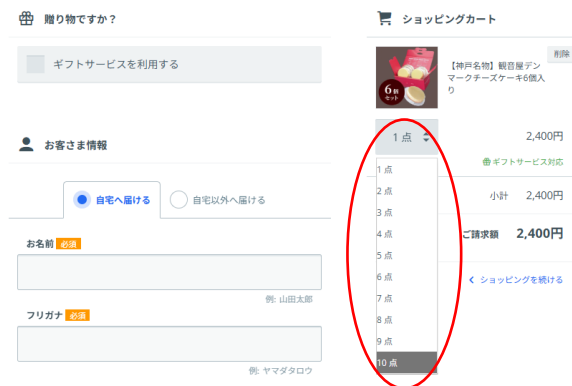 贈り物ですか？
ギフトサービスを利用する
お客さま情報
自宅へ届ける
自宅以外へ届ける
お名前 必須
例: 山田太郎
フリガナ 必須
例: ヤマダタロウ
ショッピングカート
削除
【神戸名物】観音屋デン
マークチーズケーキ6個入
り
6個
セット
1 点
2,400円
ギフトサービス対応
1 点
2 点
3 点
4 点
5 点
6 点
7 点
8 点
9 点
10 点
小計 2,400円
ご請求額 2,400円
ショッピングを続ける